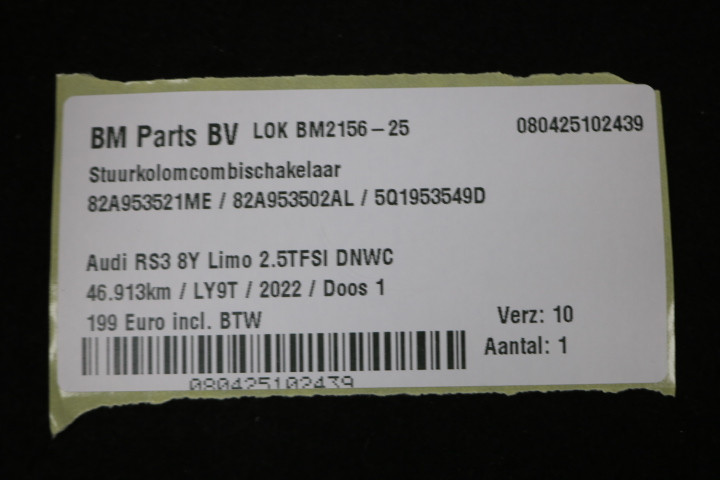 BM Parts BV LOK BM2156-25 080425102439
Stuurkolomcombischakelaar
82A953521ME / 82A953502AL / 5Q1953549D
Audi RS3 8Y Limo 2.5TFSI DNWC
46.913km / LY9T / 2022 / Doos 1
199 Euro incl. BTW
Verz: 10
Aantal: 1
080425102439